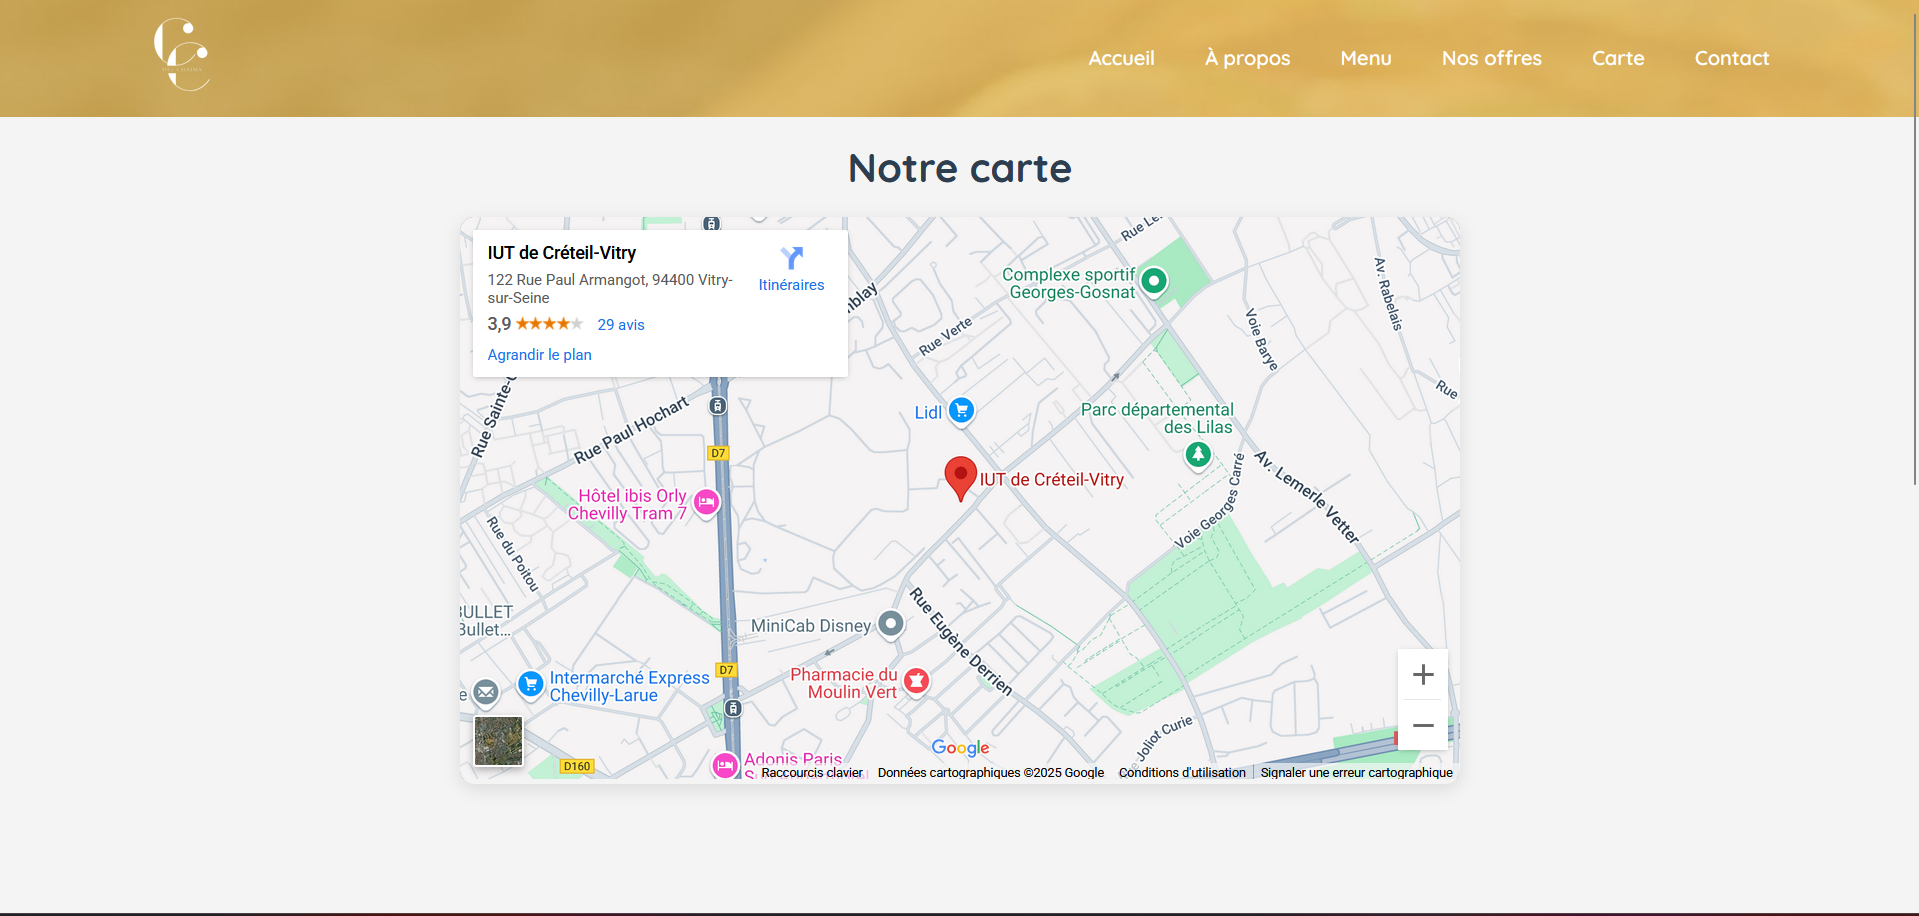 Accueil
À propos
Menu
Nos offres
Carte
Contact
Notre carte
IUT de Créteil-Vitry
122 Rue Paul Armangot, 94400 Vitry-
sur-Seine
3,9
29 avis
Agrandir le plan
Itinéraires
Complexe sportif
Georges-Gosnat
Av. Rabelais
Rue Verte
Voie Barye
Rue
Rue Paul Hochart
Lidl
Parc départemental
des Lilas
D7
IUT de Créteil-Vitry
Av. Lemerle Vetter
Voie Georges Carré
Hôtel ibis Orly
Chevilly Tram 7
Rue du Poitou
Bullet...
MiniCab Disney
Rue Eugène Derrien
D7
Intermarché Express
Chevilly-Larue
Pharmacie du
Moulin Vert
Joliot Curie
Google
D160
Adonis Paris
Raccourcis clavier
Données cartographiques ©2025 Google
Conditions d'utilisation
Signaler une erreur cartographique